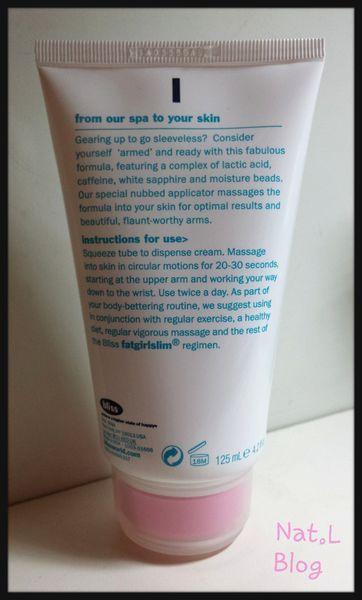 from our spa to your skin
Gearing up to go sleeveless? Consider
yourself 'armed' and ready with this fabulous
formula, featuring a complex of lactic acid,
caffeine, white sapphire and moisture beads.
Our special nubbed applicator massages the
formula into your skin for optimal results and
beautiful, flaunt-worthy arms.
instructions for use>
Squeeze tube to dispense cream. Massage
into skin in circular motions for 20-30 seconds,
starting at the upper arm and working your way
down to the wrist. Use twice a day. As part of
your body-bettering routine, we suggest using
in conjunction with regular exercise, a healthy
diet, regular vigorous massage and the rest of
the Bliss fatgirlslim® regimen.
bliss
state of happy
USA
18M 125 mL e 4.2
Nat.L
Blog